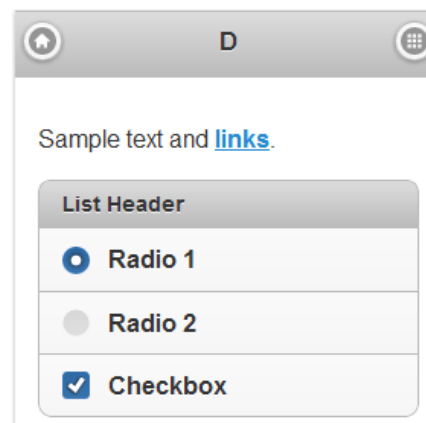 D
Sample text and links.
List Header
Radio 1
Radio 2
Checkbox